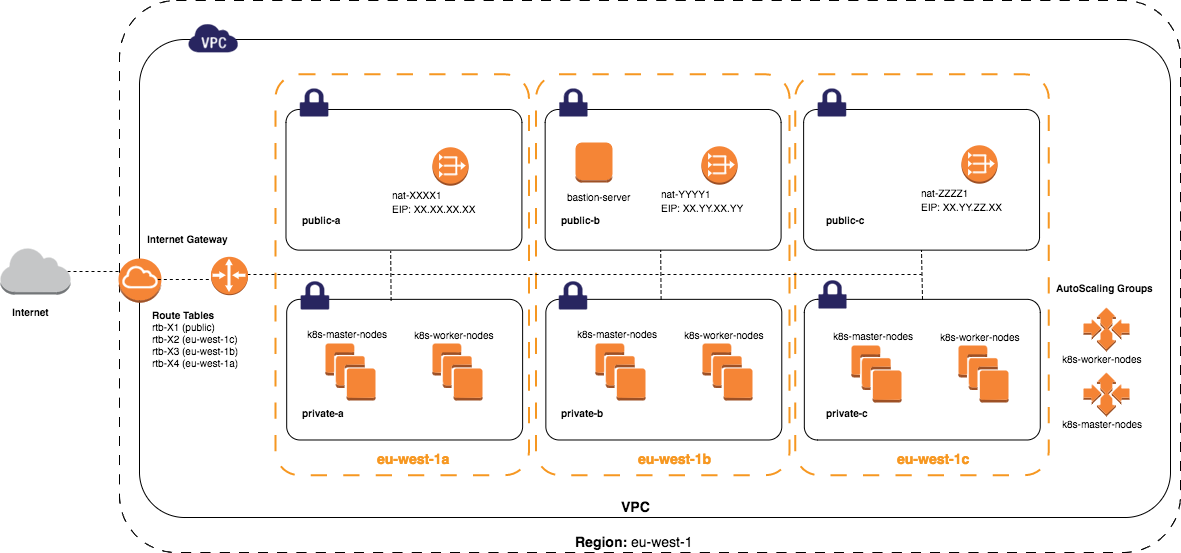 VPC
nat-XXXX1
EIP: XX.XX.XX.XX
public-a
bastion-server
nat-YYYY1
EIP: XX.YY.XX.YY
public-b
nat-ZZZZ1
EIP: XX.YY.ZZ.XX
public-c
Internet Gateway
Internet
Route Tables
rtb-X1 (public)
rtb-X2 (eu-west-1c)
rtb-X3 (eu-west-1b)
rtb-X4 (eu-west-1a)
k8s-master-nodes
k8s-worker-nodes
private-a
k8s-master-nodes
k8s-worker-nodes
private-b
k8s-master-nodes
k8s-worker-nodes
private-c
AutoScaling Groups
k8s-worker-nodes
k8s-master-nodes
eu-west-1a
eu-west-1b
eu-west-1c
VPC
Region: eu-west-1